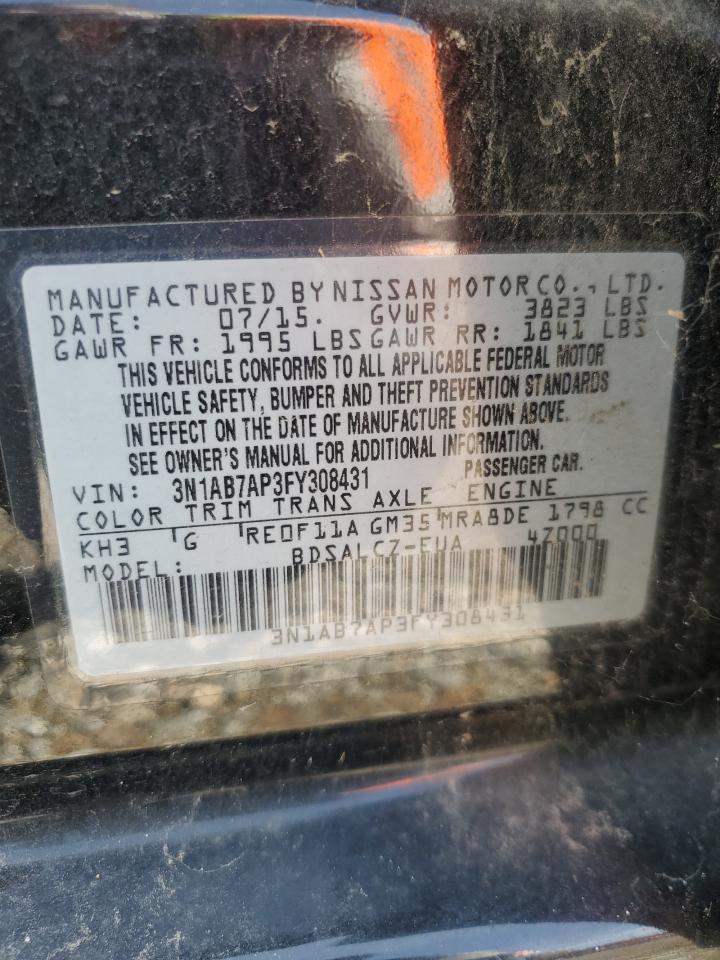 MANUFACTURED BY NISSAN MOTOR CO., LTD.
DATE: 07/15. GVWR: 3823 LBS
GAWR FR: 1995 LBS GAWR RR: 1841 LBS
THIS VEHICLE CONFORMS TO ALL APPLICABLE FEDERAL MOTOR
VEHICLE SAFETY, BUMPER AND THEFT PREVENTION STANDARDS
IN EFFECT ON THE DATE OF MANUFACTURE SHOWN ABOVE.
SEE OWNER'S MANUAL FOR ADDITIONAL INFORMATION.
VIN: 3N1AB7AP3FY308431 PASSENGER CAR.
COLOR TRIM TRANS AXLE ENGINE
KH3 G RE0F11A GM35 MRA8DE 1798 CC
MODEL: BDSALCZ-EUA 4Z000
3N1AB7AP3FY308431